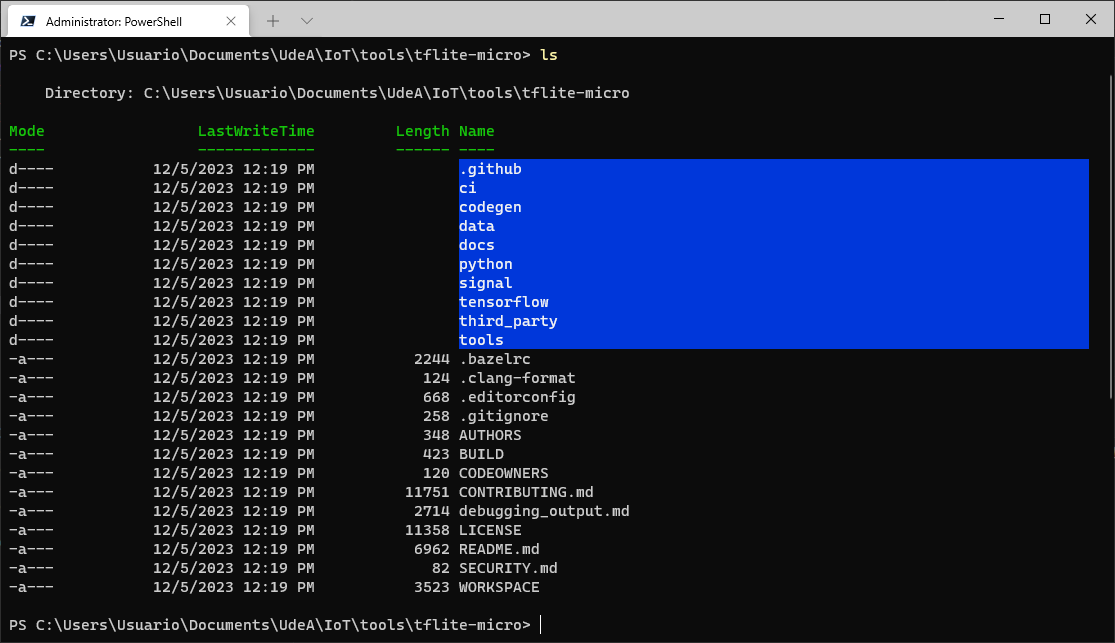 Administrator: PowerShell
PS C:\Users\Usuario\Documents\UdeA\IoT\tools\tflite-micro> ls
Directory: C:\Users\Usuario\Documents\UdeA\IoT\tools\tflite-micro
Mode LastWriteTime Length Name
---- ------------- ------ ----
d---- 12/5/2023 12:19 PM .github
d---- 12/5/2023 12:19 PM ci
d---- 12/5/2023 12:19 PM codegen
d---- 12/5/2023 12:19 PM data
d---- 12/5/2023 12:19 PM docs
d---- 12/5/2023 12:19 PM python
d---- 12/5/2023 12:19 PM signal
d---- 12/5/2023 12:19 PM tensorflow
d---- 12/5/2023 12:19 PM third_party
d---- 12/5/2023 12:19 PM tools
-a--- 12/5/2023 12:19 PM 2244 .bazelrc
-a--- 12/5/2023 12:19 PM 124 .clang-format
-a--- 12/5/2023 12:19 PM 668 .editorconfig
-a--- 12/5/2023 12:19 PM 258 .gitignore
-a--- 12/5/2023 12:19 PM 348 AUTHORS
-a--- 12/5/2023 12:19 PM 423 BUILD
-a--- 12/5/2023 12:19 PM 120 CODEOWNERS
-a--- 12/5/2023 12:19 PM 11751 CONTRIBUTING.md
-a--- 12/5/2023 12:19 PM 2714 debugging_output.md
-a--- 12/5/2023 12:19 PM 11358 LICENSE
-a--- 12/5/2023 12:19 PM 6962 README.md
-a--- 12/5/2023 12:19 PM 82 SECURITY.md
-a--- 12/5/2023 12:19 PM 3523 WORKSPACE
PS C:\Users\Usuario\Documents\UdeA\IoT\tools\tflite-micro>